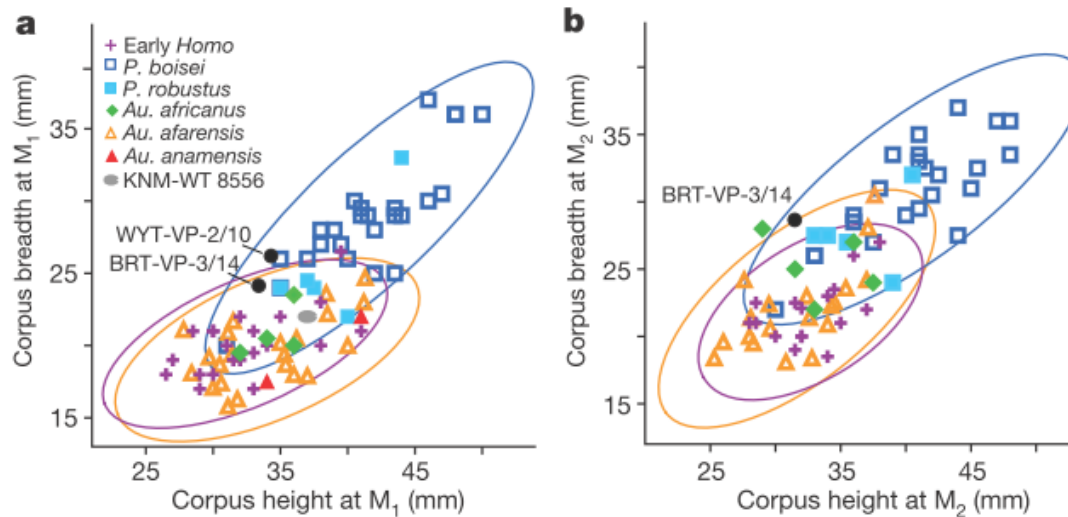 a
Early Homo
P. boisei
P. robustus
Au. africanus
Au. afarensis
Au. anamensis
KNM-WT 8556
WYT-VP-2/10
BRT-VP-3/14
Corpus breadth at M1 (mm)
35
25
15
25 35 45
Corpus height at M1 (mm)
b
BRT-VP-3/14
Corpus breadth at M2 (mm)
35
25
15
25 35 45
Corpus height at M2 (mm)